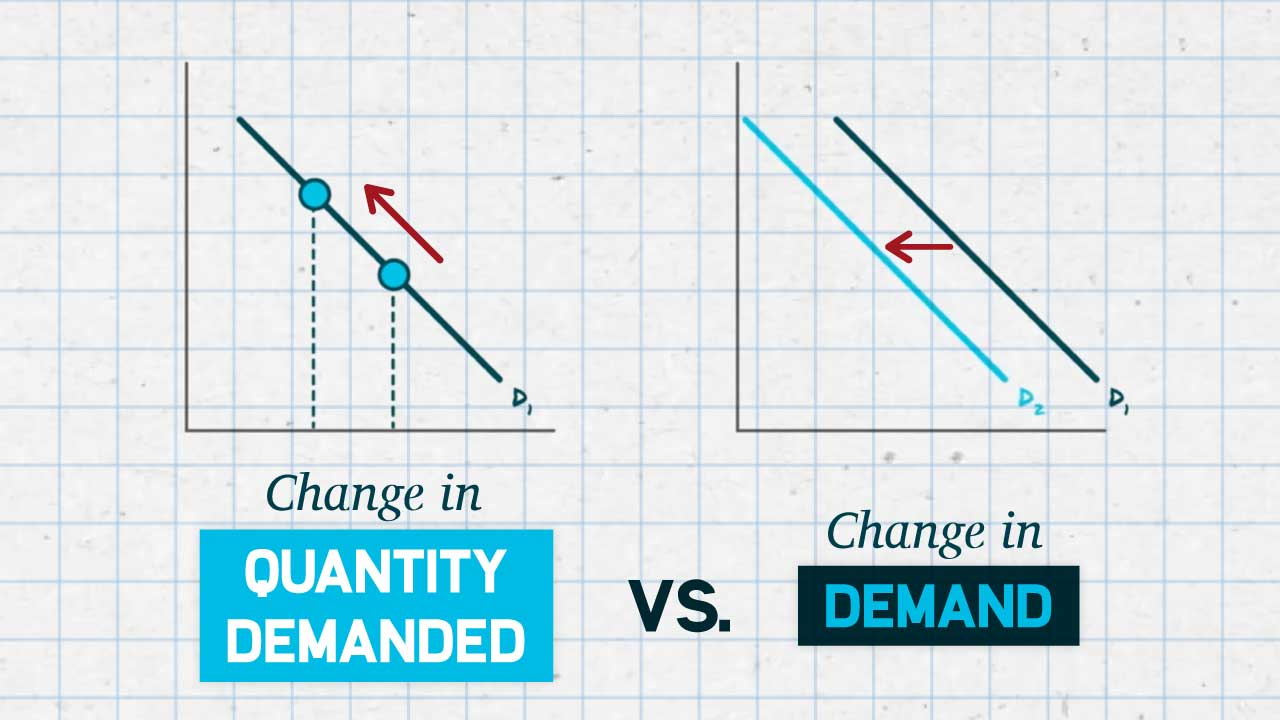 D₁
D₂
D₁
Change in
QUANTITY
DEMANDED
VS.
Change in
DEMAND